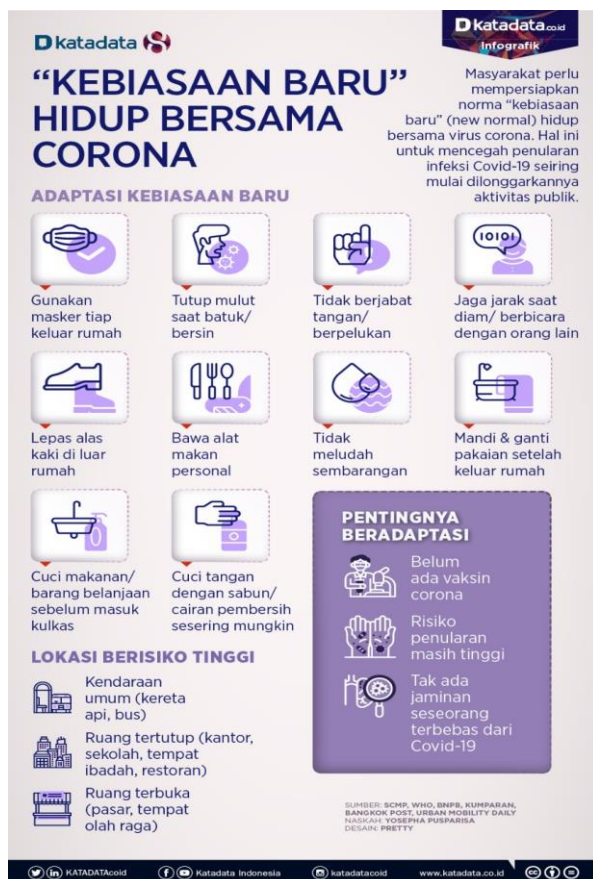 katadata
katadata.co.id
Infografik
“KEBIASAAN BARU”
HIDUP BERSAMA
CORONA
Masyarakat perlu
mempersiapkan
norma “kebiasaan
baru” (new normal) hidup
bersama virus corona. Hal ini
untuk mencegah penularan
infeksi Covid-19 seiring
mulai dilonggarkannya
aktivitas publik.
ADAPTASI KEBIASAAN BARU
Gunakan
masker tiap
keluar rumah
Tutup mulut
saat batuk/
bersin
Tidak berjabat
tangan/
berpelukan
10101
Jaga jarak saat
diam/ berbicara
dengan orang lain
Lepas alas
kaki di luar
rumah
Bawa alat
makan
personal
Tidak
meludah
sembarangan
Mandi & ganti
pakaian setelah
keluar rumah
Cuci makanan/
barang belanjaan
sebelum masuk
kulkas
Cuci tangan
dengan sabun/
cairan pembersih
sesering mungkin
PENTINGNYA
BERADAPTASI
Belum
ada vaksin
corona
Risiko
penularan
masih tinggi
Tak ada
jaminan
seseorang
terbebas dari
Covid-19
LOKASI BERISIKO TINGGI
Kendaraan
umum (kereta
api, bus)
Ruang tertutup (kantor,
sekolah, tempat
ibadah, restoran)
Ruang terbuka
(pasar, tempat
olah raga)
SUMBER: SCMP, WHO, BNPB, KUMPARAN,
BANGKOK POST, URBAN MOBILITY DAILY
NASKAH: YOSEPHA PUSPARISA
DESAIN: PRETTY
KATADATAcoid
Katadata Indonesia
katadatacoid
www.katadata.co.id